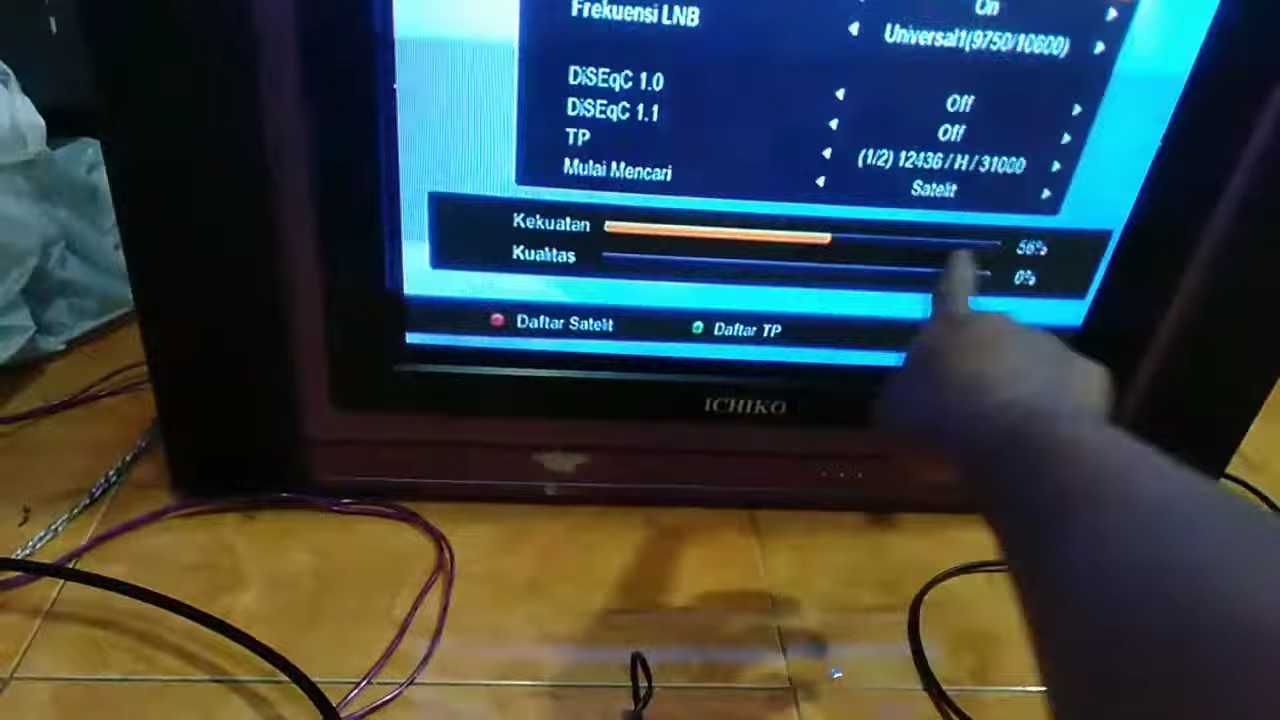 On
Frekuensi LNB Universal1(9750/10600)
DiSEqC 1.0 Off
DiSEqC 1.1 Off
TP (1/2) 12436 / H / 31000
Mulai Mencari Satelit
Kekuatan 56%
Kualitas 0%
Daftar Satelit Daftar TP
ICHIKO